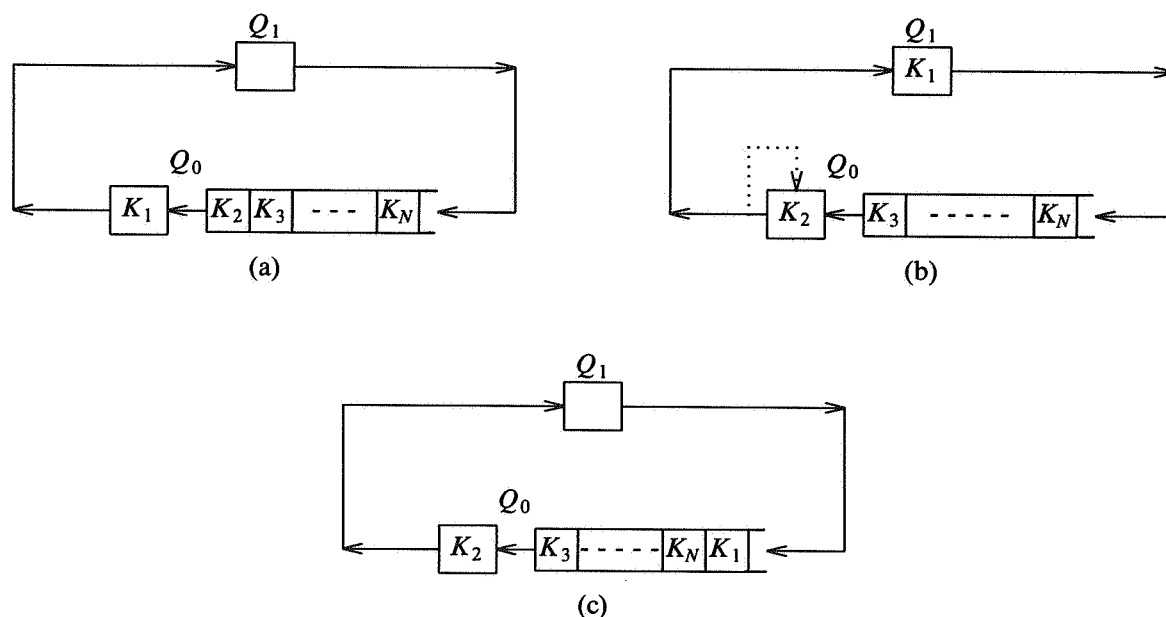 Q1
Q0
K1 K2 K3 - - - KN
(a)
Q1
K1
Q0
K2 K3 - - - - - KN
(b)
Q1
Q0
K2 K3 - - - - - KN K1
(c)